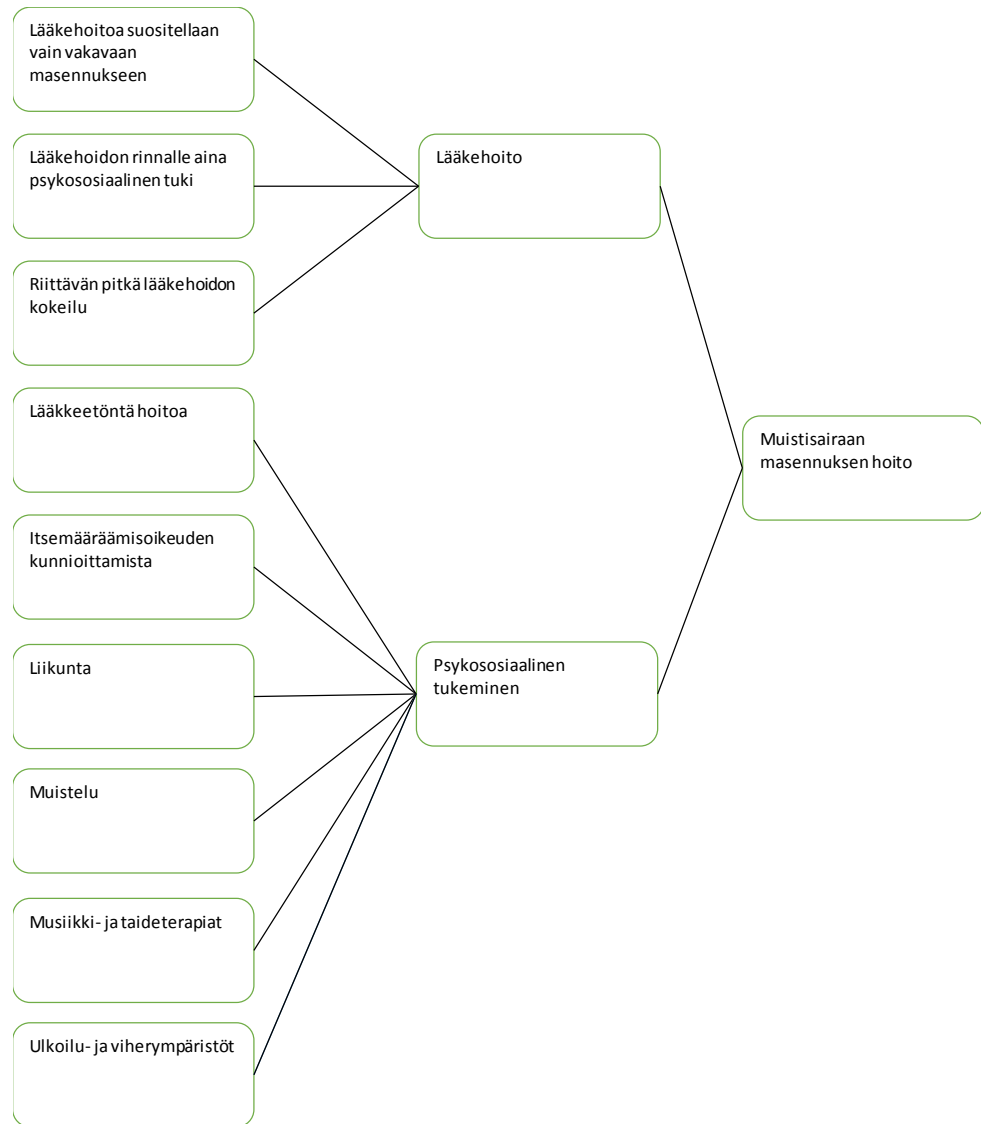 Lääkehoitoa suositellaan
vain vakavaan
masennukseen
Lääkehoidon rinnalle aina
psykososiaalinen tuki
Riittävän pitkä lääkehoidon
kokeilu
Lääkkeetöntä hoitoa
Itsemääräämisoikeuden
kunnioittamista
Liikunta
Muistelu
Musiikki- ja taideterapiat
Ulkoilu- ja viherympäristöt
Lääkehoito
Psykososiaalinen
tukeminen
Muistisairaan
masennuksen hoito